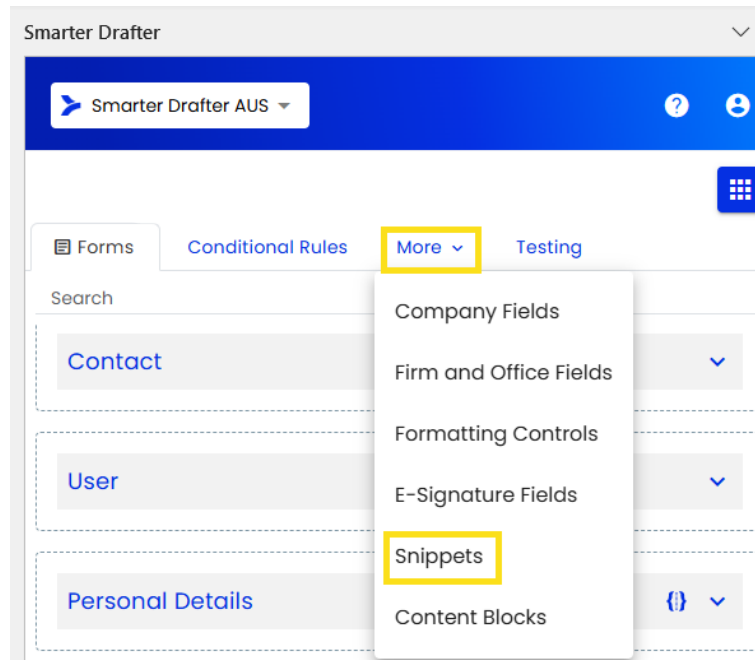 Smarter Drafter
Smarter Drafter AUS
Forms
Conditional Rules
More
Testing
Search
Company Fields
Contact
Firm and Office Fields
Formatting Controls
User
E-Signature Fields
Snippets
Personal Details
Content Blocks